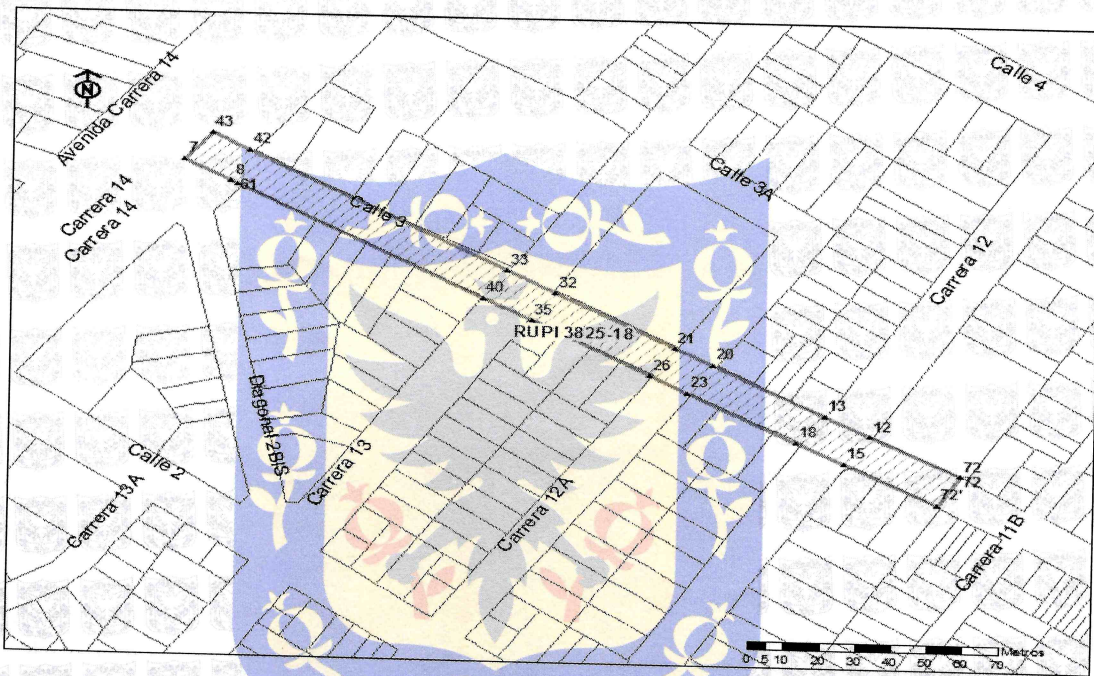 Calle 4
Avenida Carrera 14
N
43
42
7
8
61
Calle 3A
Carrera 14
Carrera 14
Calle 3
Carrera 12
33
32
40
35
RUPI 3825-18
21
20
26
23
13
12
18
15
72
72
72'
Diagonal 2BIS
Carrera 13
Calle 2
Carrera 13A
Carrera 12A
Carrera 11B
Metros
0 5 10 20 30 40 50 60 70